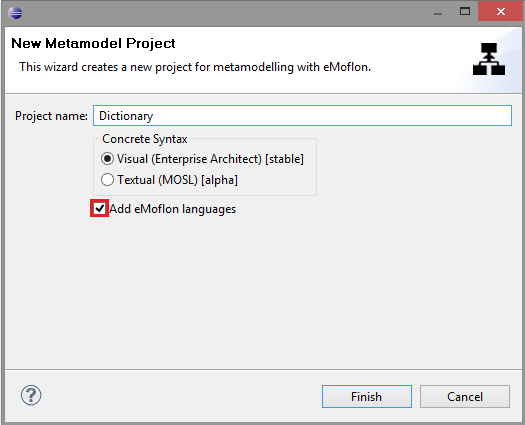 New Metamodel Project
This wizard creates a new project for metamodelling with eMoflon.
Project name: Dictionary
Concrete Syntax
Visual (Enterprise Architect) [stable]
Textual (MOSL) [alpha]
Add eMoflon languages
? Finish Cancel